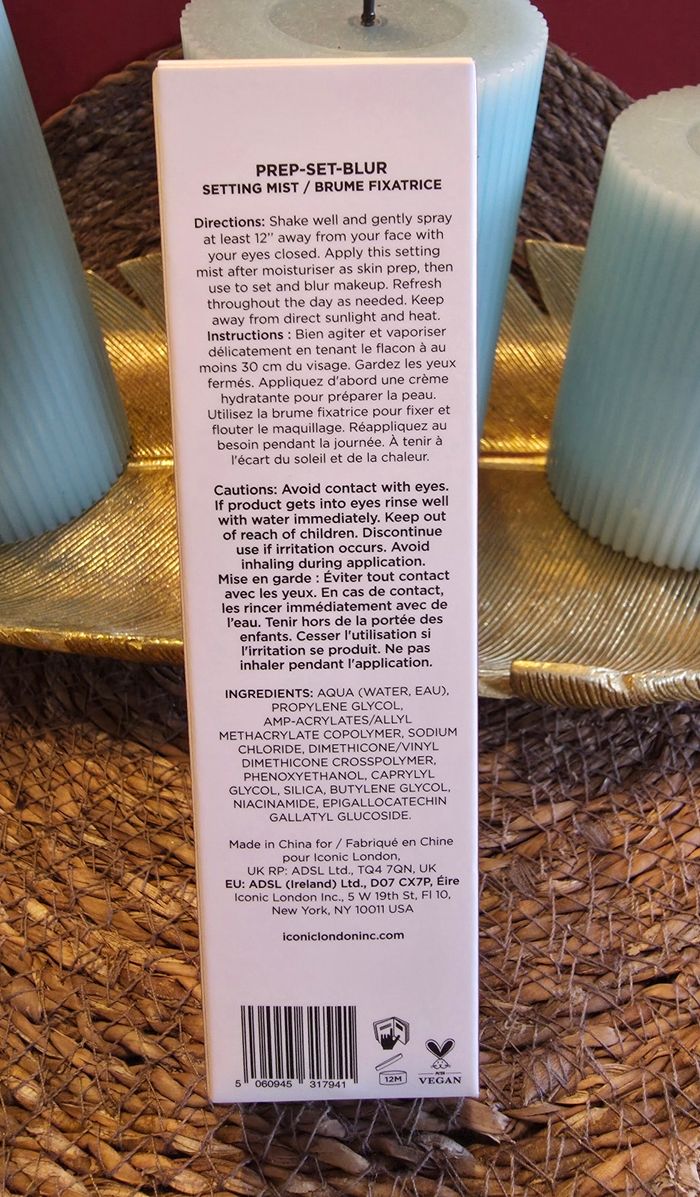 PREP-SET-BLUR
SETTING MIST / BRUME FIXATRICE
Directions: Shake well and gently spray
at least 12” away from your face with
your eyes closed. Apply this setting
mist after moisturiser as skin prep, then
use to set and blur makeup. Refresh
throughout the day as needed. Keep
away from direct sunlight and heat.
Instructions : Bien agiter et vaporiser
délicatement en tenant le flacon à au
moins 30 cm du visage. Gardez les yeux
fermés. Appliquez d'abord une crème
hydratante pour préparer la peau.
Utilisez la brume fixatrice pour fixer et
flouter le maquillage. Réappliquez au
besoin pendant la journée. À tenir à
l'écart du soleil et de la chaleur.
Cautions: Avoid contact with eyes.
If product gets into eyes rinse well
with water immediately. Keep out
of reach of children. Discontinue
use if irritation occurs. Avoid
inhaling during application.
Mise en garde : Éviter tout contact
avec les yeux. En cas de contact,
les rincer immédiatement avec de
l'eau. Tenir hors de la portée des
enfants. Cesser l'utilisation si
l'irritation se produit. Ne pas
inhaler pendant l'application.
INGREDIENTS: AQUA (WATER, EAU),
PROPYLENE GLYCOL,
AMP-ACRYLATES/ALLYL
METHACRYLATE COPOLYMER, SODIUM
CHLORIDE, DIMETHICONE/VINYL
DIMETHICONE CROSSPOLYMER,
PHENOXYETHANOL, CAPRYLYL
GLYCOL, SILICA, BUTYLENE GLYCOL,
NIACINAMIDE, EPIGALLOCATECHIN
GALLATYL GLUCOSIDE.
Made in China for / Fabriqué en Chine
pour Iconic London,
UK RP: ADSL Ltd., TQ4 7QN, UK
EU: ADSL (Ireland) Ltd., D07 CX7P, Éire
Iconic London Inc., 5 W 19th St, Fl 10,
New York, NY 10011 USA
iconiclondoninc.com
5 060945 317941
12M
PETA
VEGAN